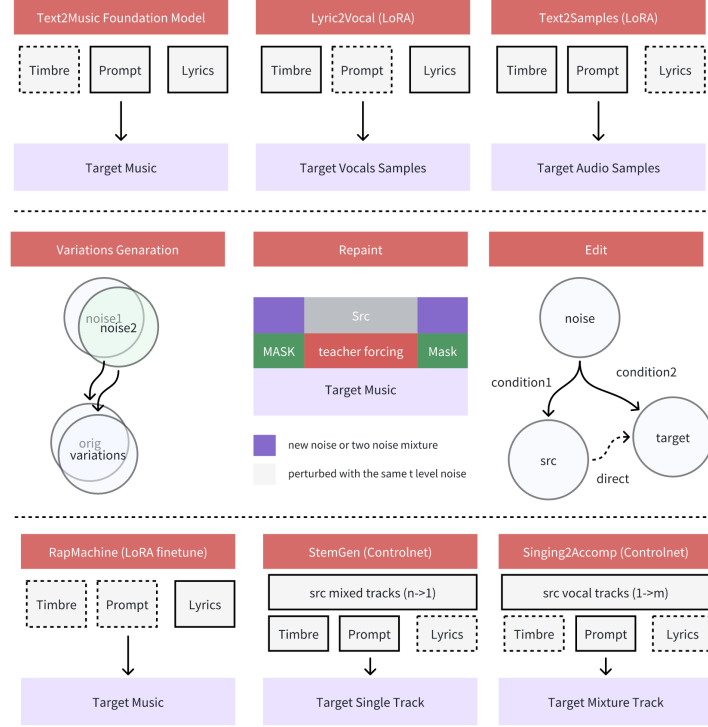 Text2Music Foundation Model
Timbre
Prompt
Lyrics
Target Music
Lyric2Vocal (LoRA)
Timbre
Prompt
Lyrics
Target Vocals Samples
Text2Samples (LoRA)
Timbre
Prompt
Lyrics
Target Audio Samples
Variations Genaration
noise1
noise2
orig
variations
Repaint
Src
MASK
teacher forcing
Mask
Target Music
new noise or two noise mixture
perturbed with the same t level noise
Edit
noise
condition1
condition2
src
target
direct
RapMachine (LoRA finetune)
Timbre
Prompt
Lyrics
Target Music
StemGen (Controlnet)
src mixed tracks (n->1)
Timbre
Prompt
Lyrics
Target Single Track
Singing2Accomp (Controlnet)
src vocal tracks (1->m)
Timbre
Prompt
Lyrics
Target Mixture Track